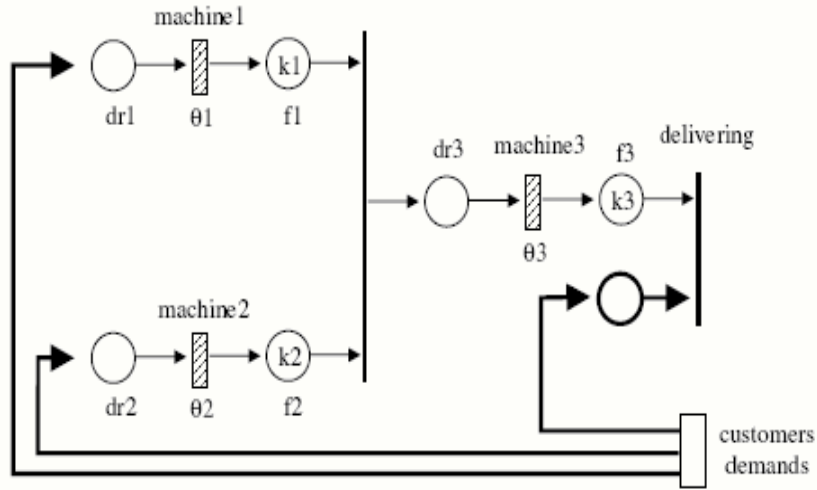 machine1
k1
dr1
θ1
f1
dr3
machine3
f3
delivering
k3
θ3
machine2
k2
dr2
θ2
f2
customers
demands